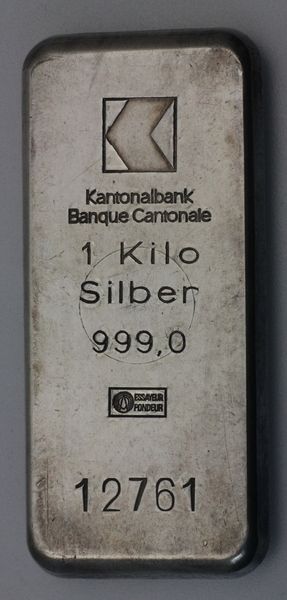 Kantonalbank
Banque Cantonale
1 Kilo
Silber
999,0
ESSAYEUR
FONDEUR
12761